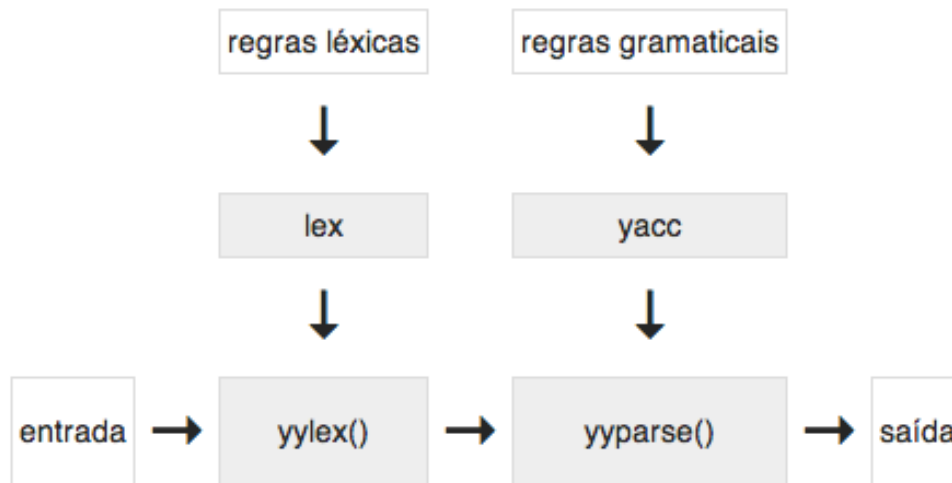 regras léxicas
regras gramaticais
lex
yacc
entrada
yylex()
yyparse()
saída